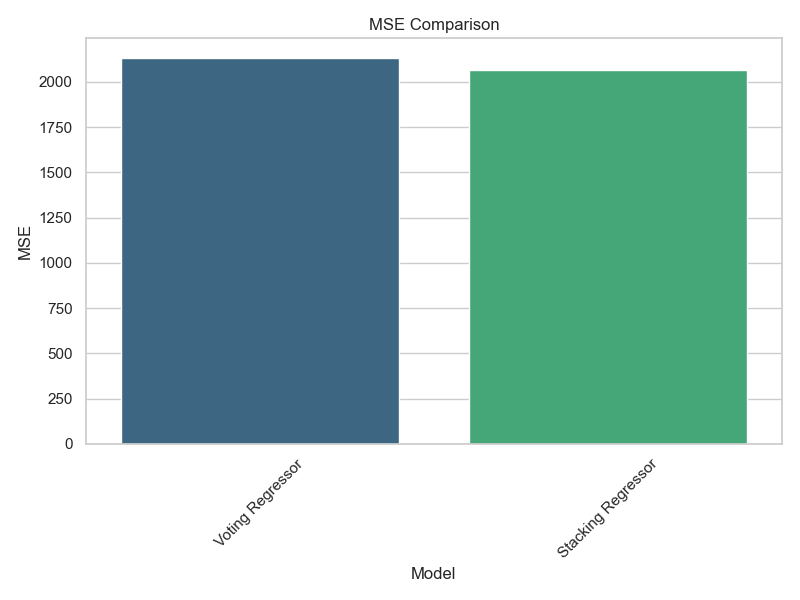 MSE Comparison
MSE
2000
1750
1500
1250
1000
750
500
250
0
Voting Regressor
Stacking Regressor
Model